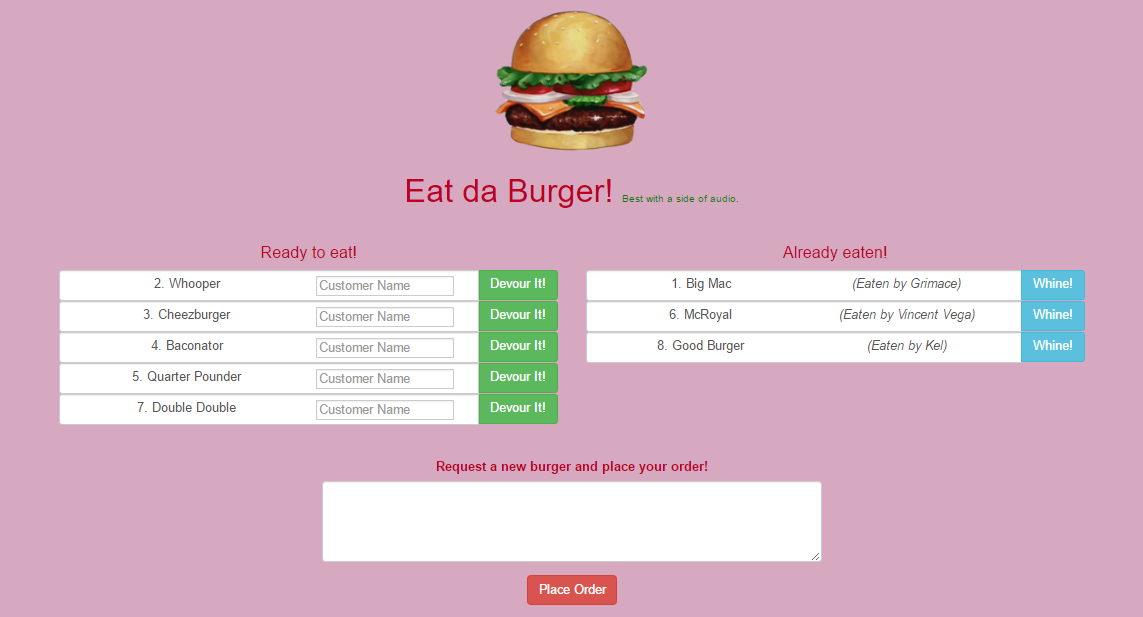 Eat da Burger! Best with a side of audio.
Ready to eat!
2. Whooper Customer Name Devour It!
3. Cheezburger Customer Name Devour It!
4. Baconator Customer Name Devour It!
5. Quarter Pounder Customer Name Devour It!
7. Double Double Customer Name Devour It!
Already eaten!
1. Big Mac (Eaten by Grimace) Whine!
6. McRoyal (Eaten by Vincent Vega) Whine!
8. Good Burger (Eaten by Kel) Whine!
Request a new burger and place your order!
Place Order